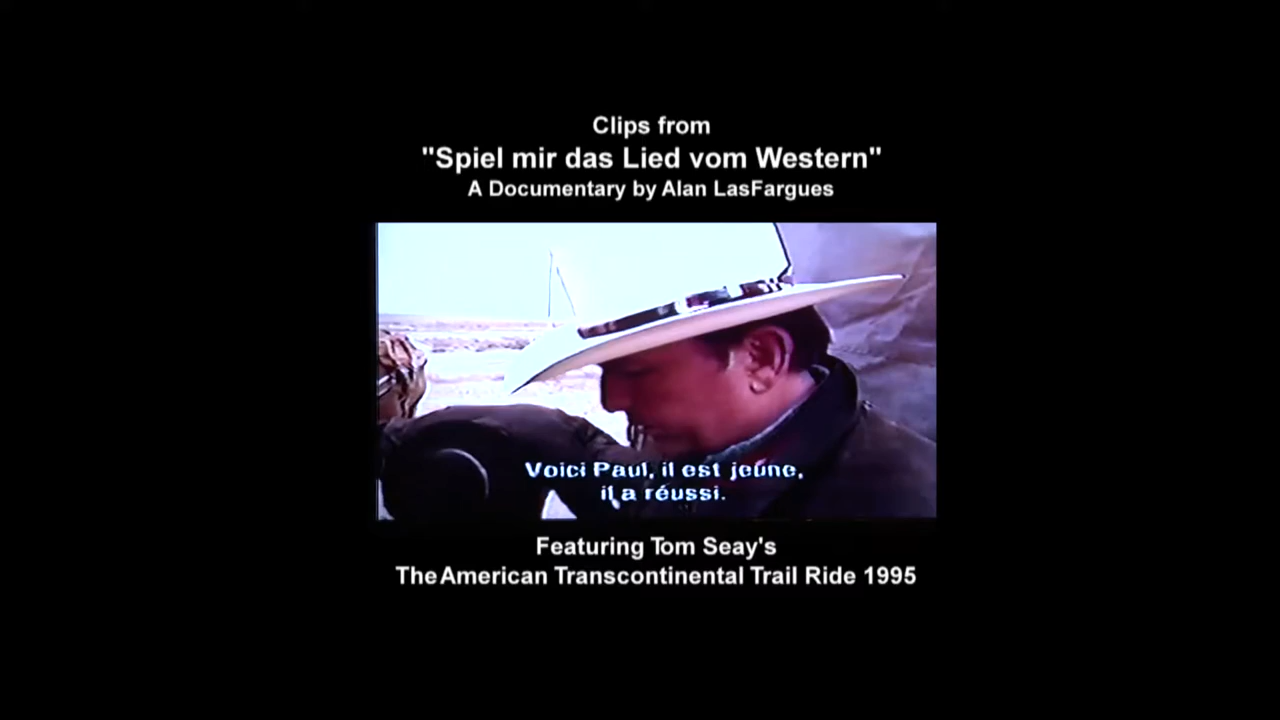 Clips from
"Spiel mir das Lied vom Western"
A Documentary by Alan LasFargues
Voici Paul, il est jeune,
il a réussi.
Featuring Tom Seay's
The American Transcontinental Trail Ride 1995